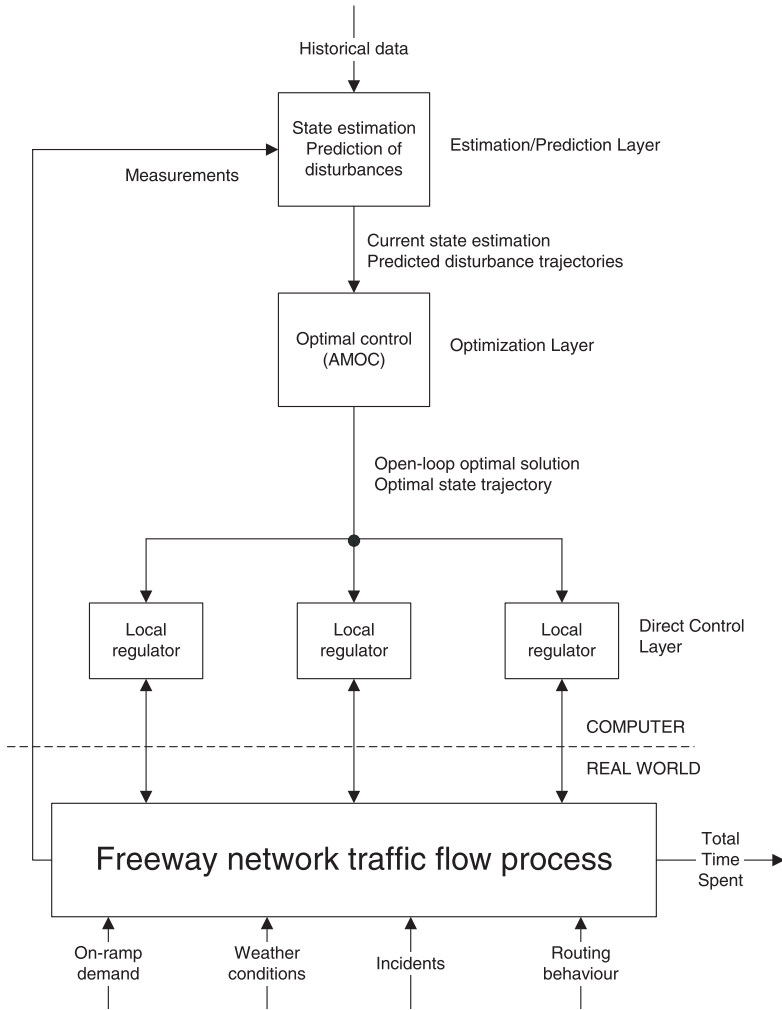 Historical data
State estimation
Prediction of
disturbances
Estimation/Prediction Layer
Measurements
Current state estimation
Predicted disturbance trajectories
Optimal control
(AMOC)
Optimization Layer
Open-loop optimal solution
Optimal state trajectory
Local
regulator
Local
regulator
Local
regulator
Direct Control
Layer
COMPUTER
REAL WORLD
Freeway network traffic flow process
Total
Time
Spent
On-ramp
demand
Weather
conditions
Incidents
Routing
behaviour